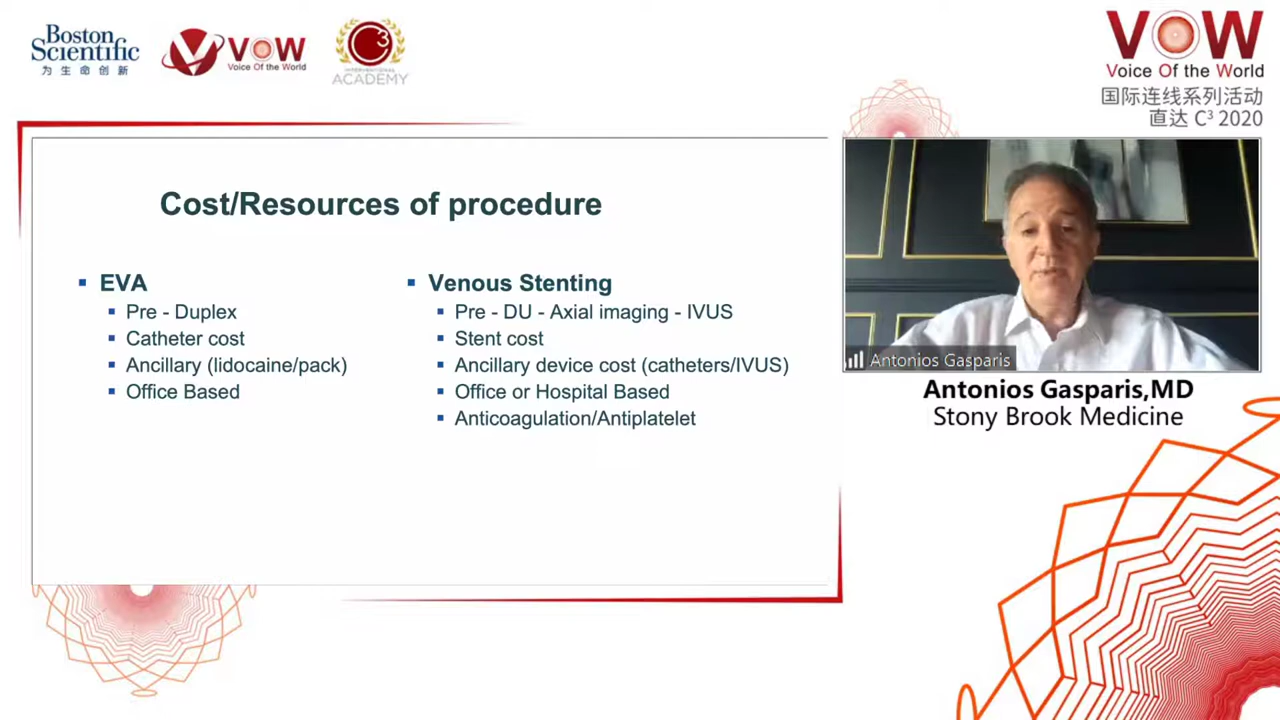 Boston
Scientific
为生命创新
VOW
Voice Of the World
C3
INTERVENTIONAL
ACADEMY
VOW
Voice Of the World
国际连线系列活动
直达 C³ 2020
Cost/Resources of procedure
▪ EVA
▪ Pre - Duplex
▪ Catheter cost
▪ Ancillary (lidocaine/pack)
▪ Office Based
▪ Venous Stenting
▪ Pre - DU - Axial imaging - IVUS
▪ Stent cost
▪ Ancillary device cost (catheters/IVUS)
▪ Office or Hospital Based
▪ Anticoagulation/Antiplatelet
Antonios Gasparis
Antonios Gasparis,MD
Stony Brook Medicine